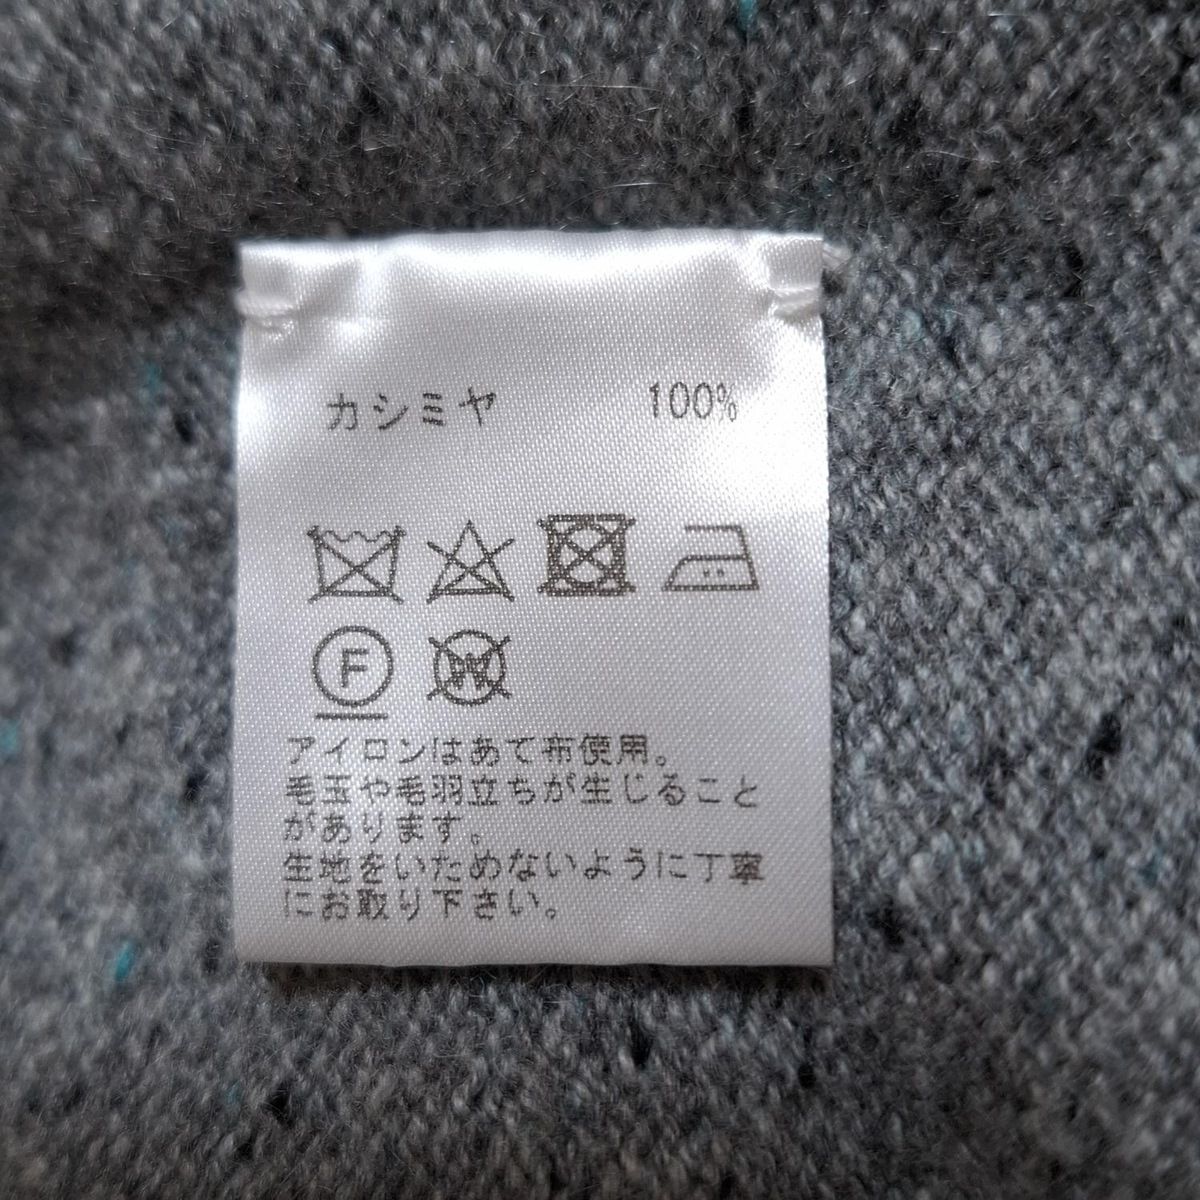 カシミヤ 100%
F W
アイロンはあて布使用。
毛玉や毛羽立ちが生じること
があります。
生地をいためないように丁寧
にお取り下さい。